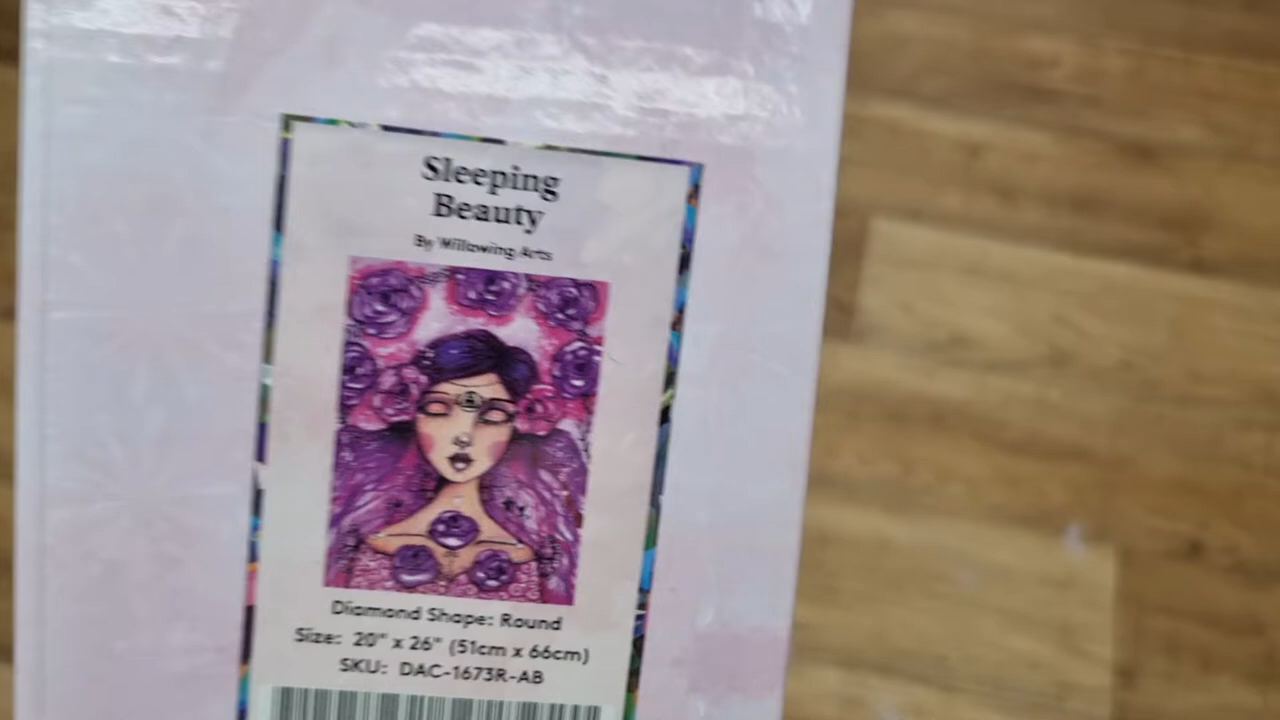 Sleeping
Beauty
By Willowing Arts
Diamond Shape: Round
Size: 20" x 26" (51cm x 66cm)
SKU: DAC-1673R-AB